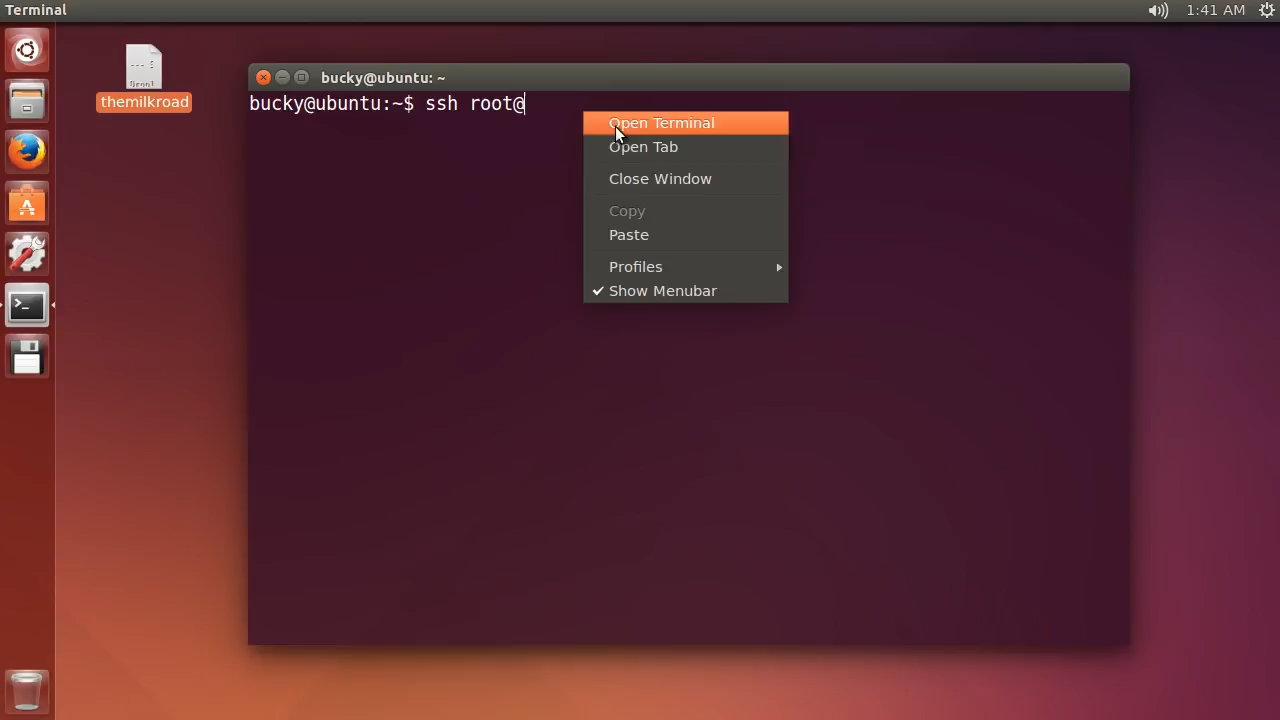 Terminal
1:41 AM
themilkroad
bucky@ubuntu: ~
bucky@ubuntu:~$ ssh root@
Open Terminal
Open Tab
Close Window
Copy
Paste
Profiles
Show Menubar